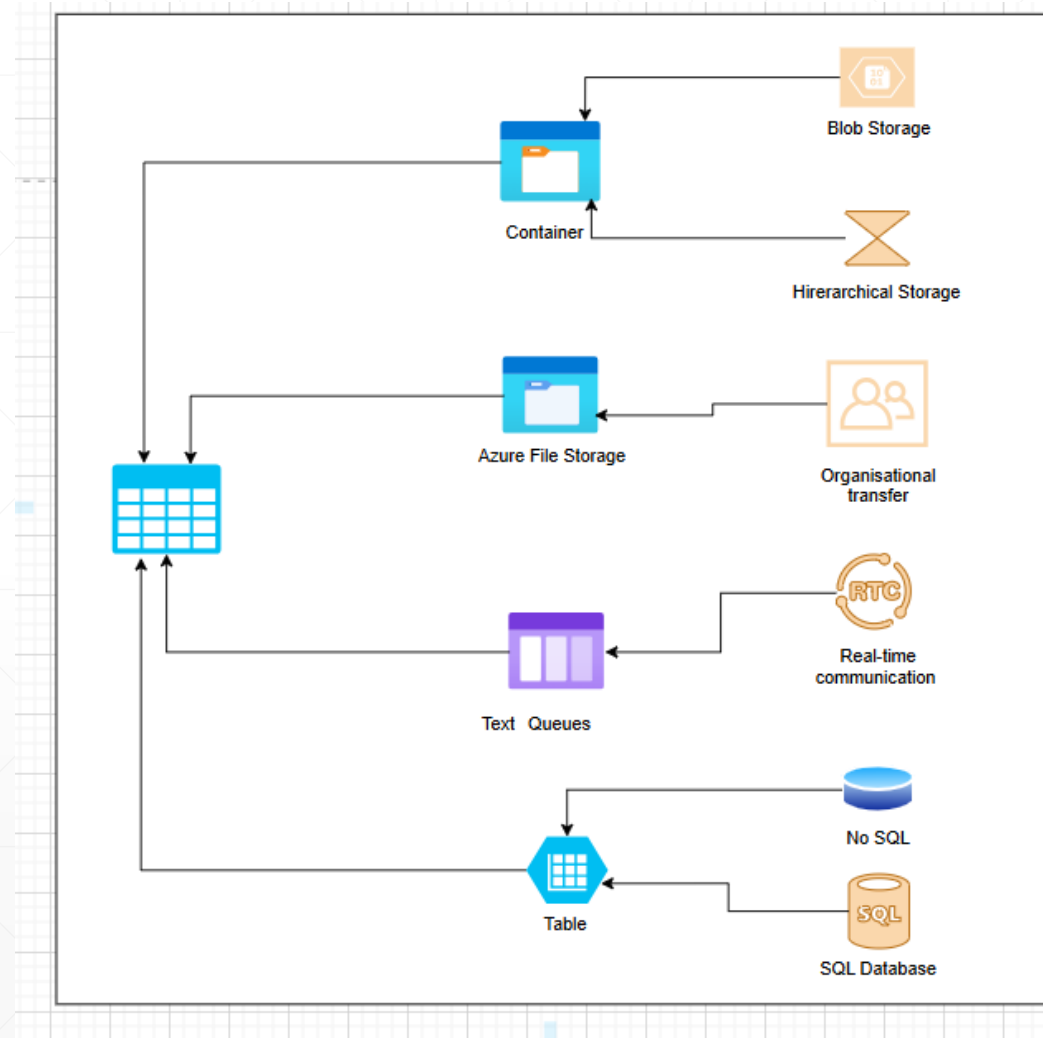 Blob Storage
Container
Hirerarchical Storage
Azure File Storage
Organisational
transfer
RTC
Real-time
communication
Text Queues
No SQL
SQL
Table
SQL Database